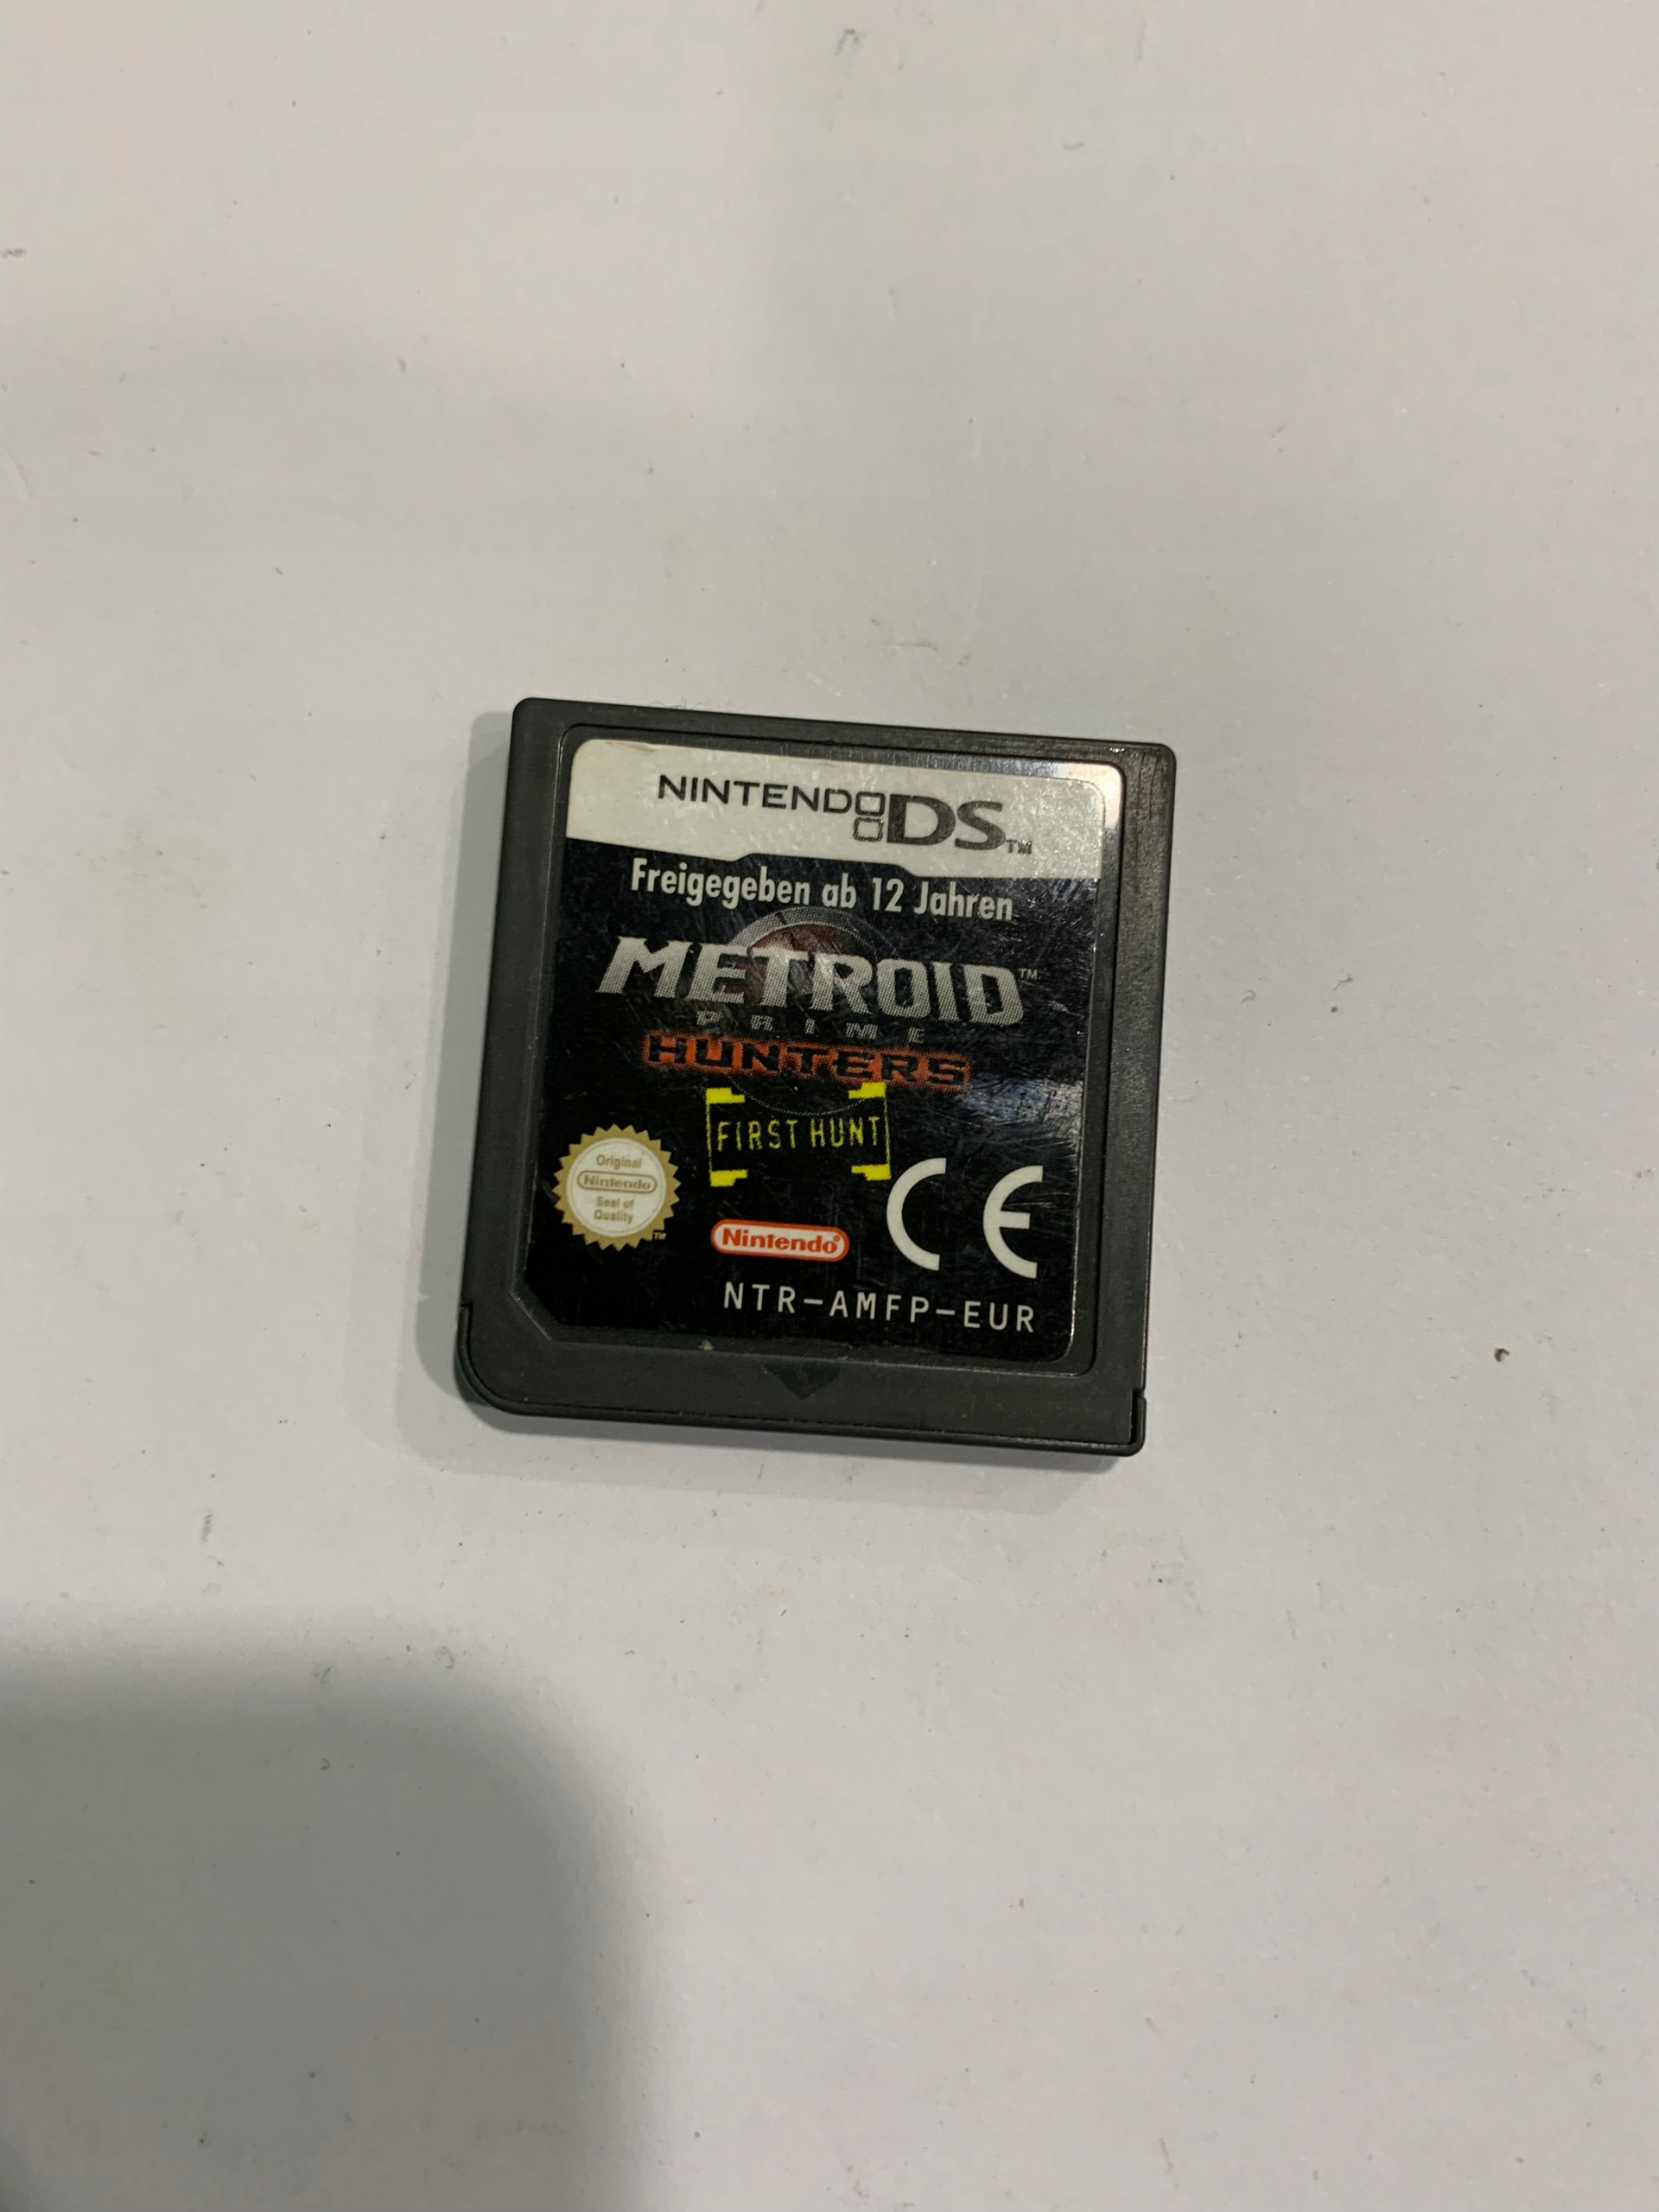 NINTENDO DS™
Freigegeben ab 12 Jahren
METROID™
PRIME
HUNTERS
FIRST HUNT
Original
Nintendo
Seal of
Quality™
Nintendo®
CE
NTR-AMFP-EUR